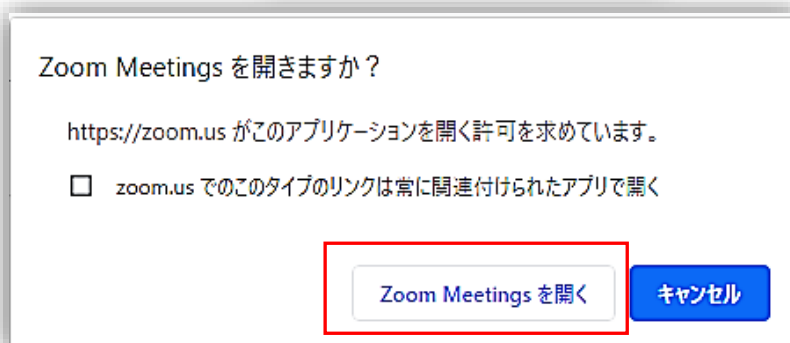 Zoom Meetings を開きますか？
https://zoom.us がこのアプリケーションを開く許可を求めています。
zoom.us でのこのタイプのリンクは常に関連付けられたアプリで開く
Zoom Meetings を開く
キャンセル